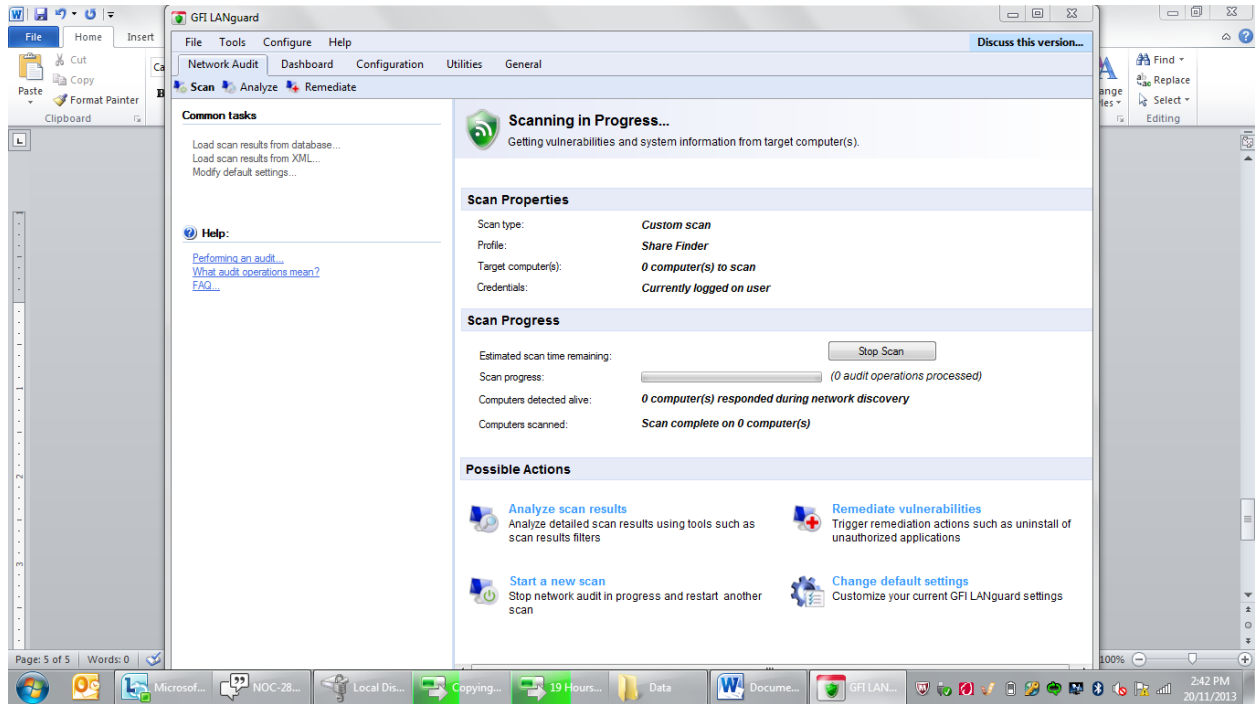 GFI LANguard
File Home Insert
File Tools Configure Help Discuss this version...
Network Audit Dashboard Configuration Utilities General
Scan Analyze Remediate
Cut
Copy
Paste
Format Painter
Clipboard
Ca
B
Find
Replace
Select
Editing
ange
Common tasks
Load scan results from database...
Load scan results from XML...
Modify default settings...
Help:
Performing an audit...
What audit operations mean?
FAQ...
Scanning in Progress...
Getting vulnerabilities and system information from target computer(s).
Scan Properties
Scan type: Custom scan
Profile: Share Finder
Target computer(s): 0 computer(s) to scan
Credentials: Currently logged on user
Scan Progress
Estimated scan time remaining: Stop Scan
Scan progress: (0 audit operations processed)
Computers detected alive: 0 computer(s) responded during network discovery
Computers scanned: Scan complete on 0 computer(s)
Possible Actions
Analyze scan results
Analyze detailed scan results using tools such as
scan results filters
Remediate vulnerabilities
Trigger remediation actions such as uninstall of
unauthorized applications
Start a new scan
Stop network audit in progress and restart another
scan
Change default settings
Customize your current GFI LANguard settings
Page: 5 of 5 Words: 0 100%
Microsof... NOC-28... Local Dis... Copying... 19 Hours... Data Docume... GFI LAN...
2:42 PM
20/11/2013